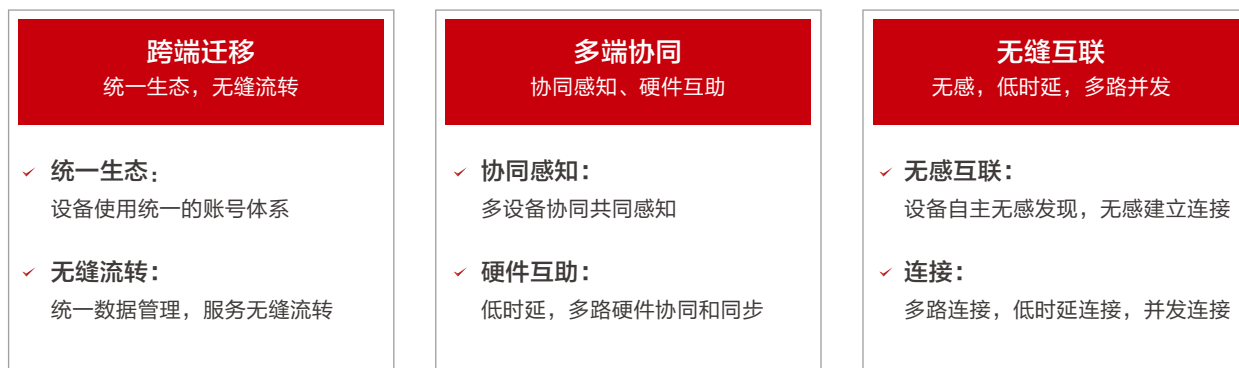 跨端迁移
统一生态，无缝流转
统一生态：
设备使用统一的账号体系
无缝流转：
统一数据管理，服务无缝流转
多端协同
协同感知、硬件互助
协同感知：
多设备协同共同感知
硬件互助：
低时延，多路硬件协同和同步
无缝互联
无感，低时延，多路并发
无感互联：
设备自主无感发现，无感建立连接
连接：
多路连接，低时延连接，并发连接